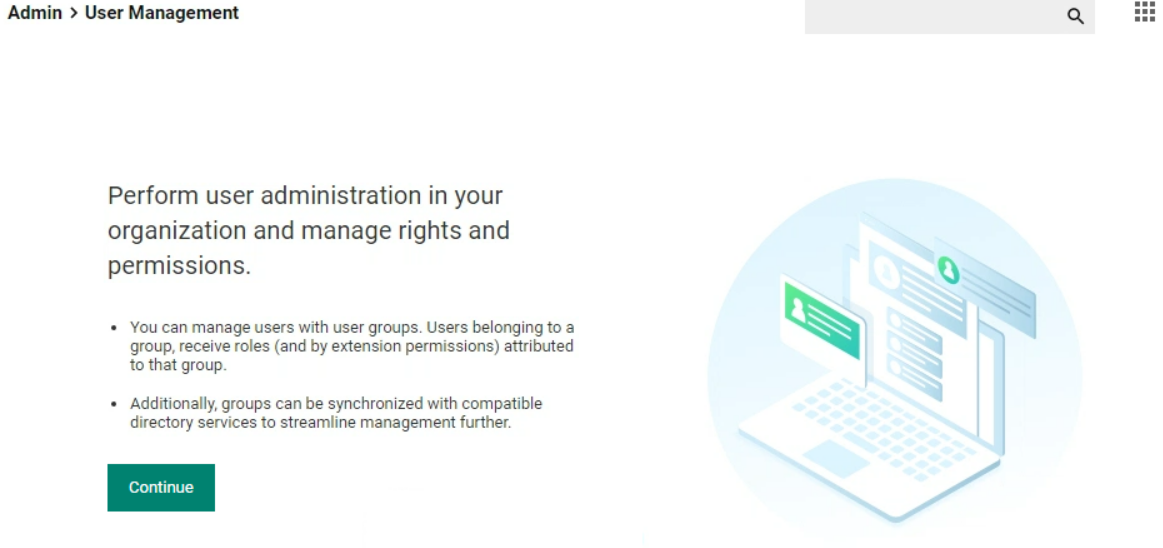 Admin > User Management
Perform user administration in your
organization and manage rights and
permissions.
• You can manage users with user groups. Users belonging to a
group, receive roles (and by extension permissions) attributed
to that group.
• Additionally, groups can be synchronized with compatible
directory services to streamline management further.
Continue